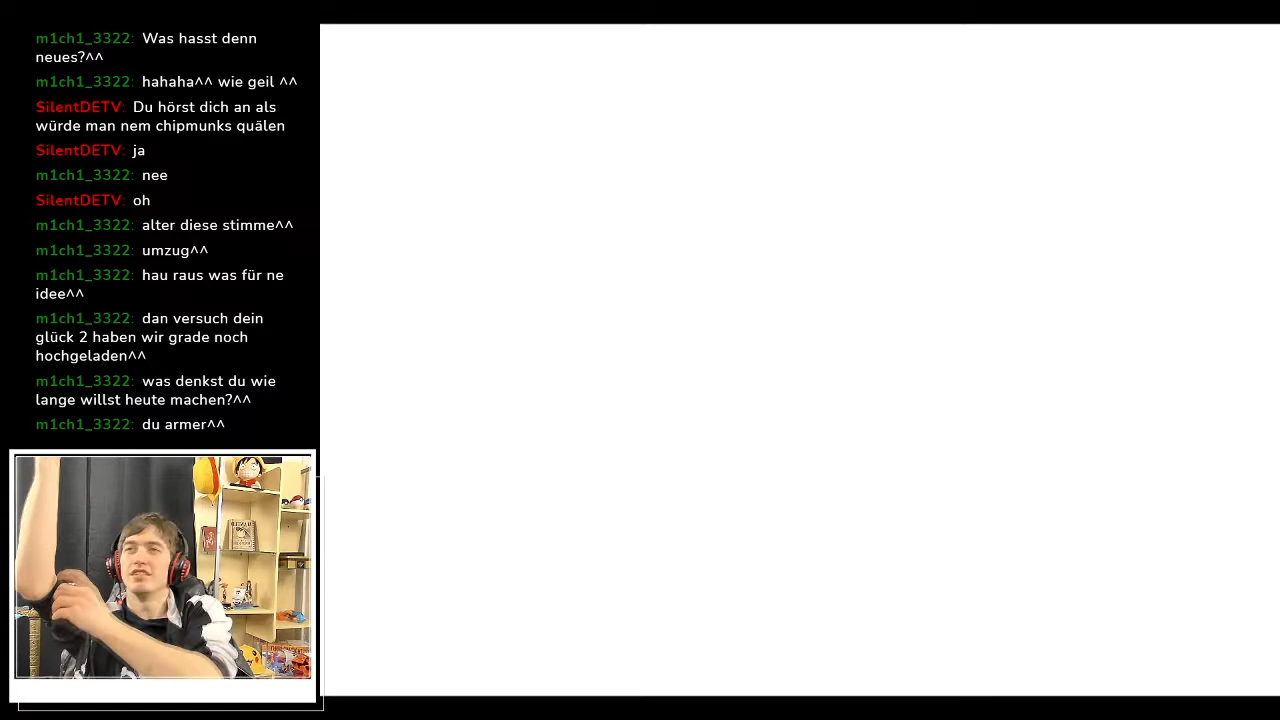 m1ch1_3322: Was hasst denn
neues?^^
m1ch1_3322: hahaha^^ wie geil ^^
SilentDETV: Du hörst dich an als
würde man nem chipmunks quälen
SilentDETV: ja
m1ch1_3322: nee
SilentDETV: oh
m1ch1_3322: alter diese stimme^^
m1ch1_3322: umzug^^
m1ch1_3322: hau raus was für ne
idee^^
m1ch1_3322: dan versuch dein
glück 2 haben wir grade noch
hochgeladen^^
m1ch1_3322: was denkst du wie
lange willst heute machen?^^
m1ch1_3322: du armer^^